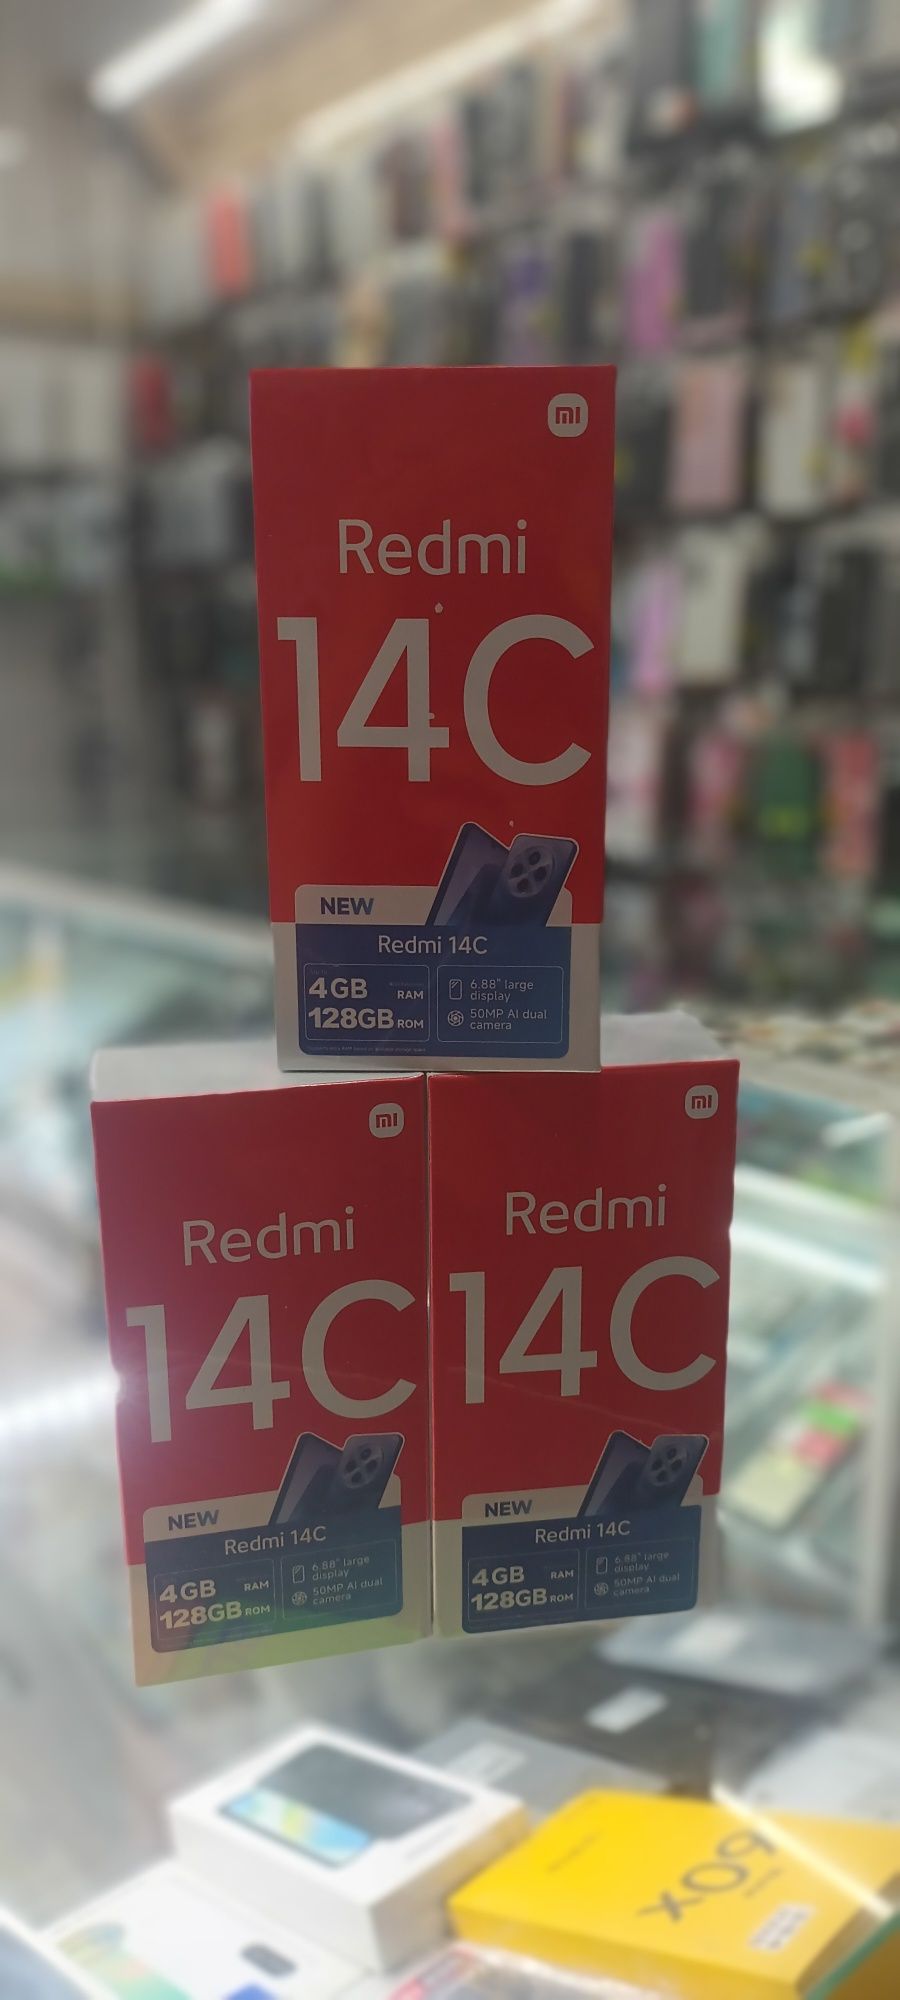 mi
Redmi
14C
NEW
Redmi 14C
4GB RAM
128GB ROM
6.88" large
display
50MP AI dual
camera
mi
Redmi
14C
NEW
Redmi 14C
4GB RAM
128GB ROM
6.88" large
display
50MP AI dual
camera
mi
Redmi
14C
NEW
Redmi 14C
4GB RAM
128GB ROM
6.88" large
display
50MP AI dual
camera